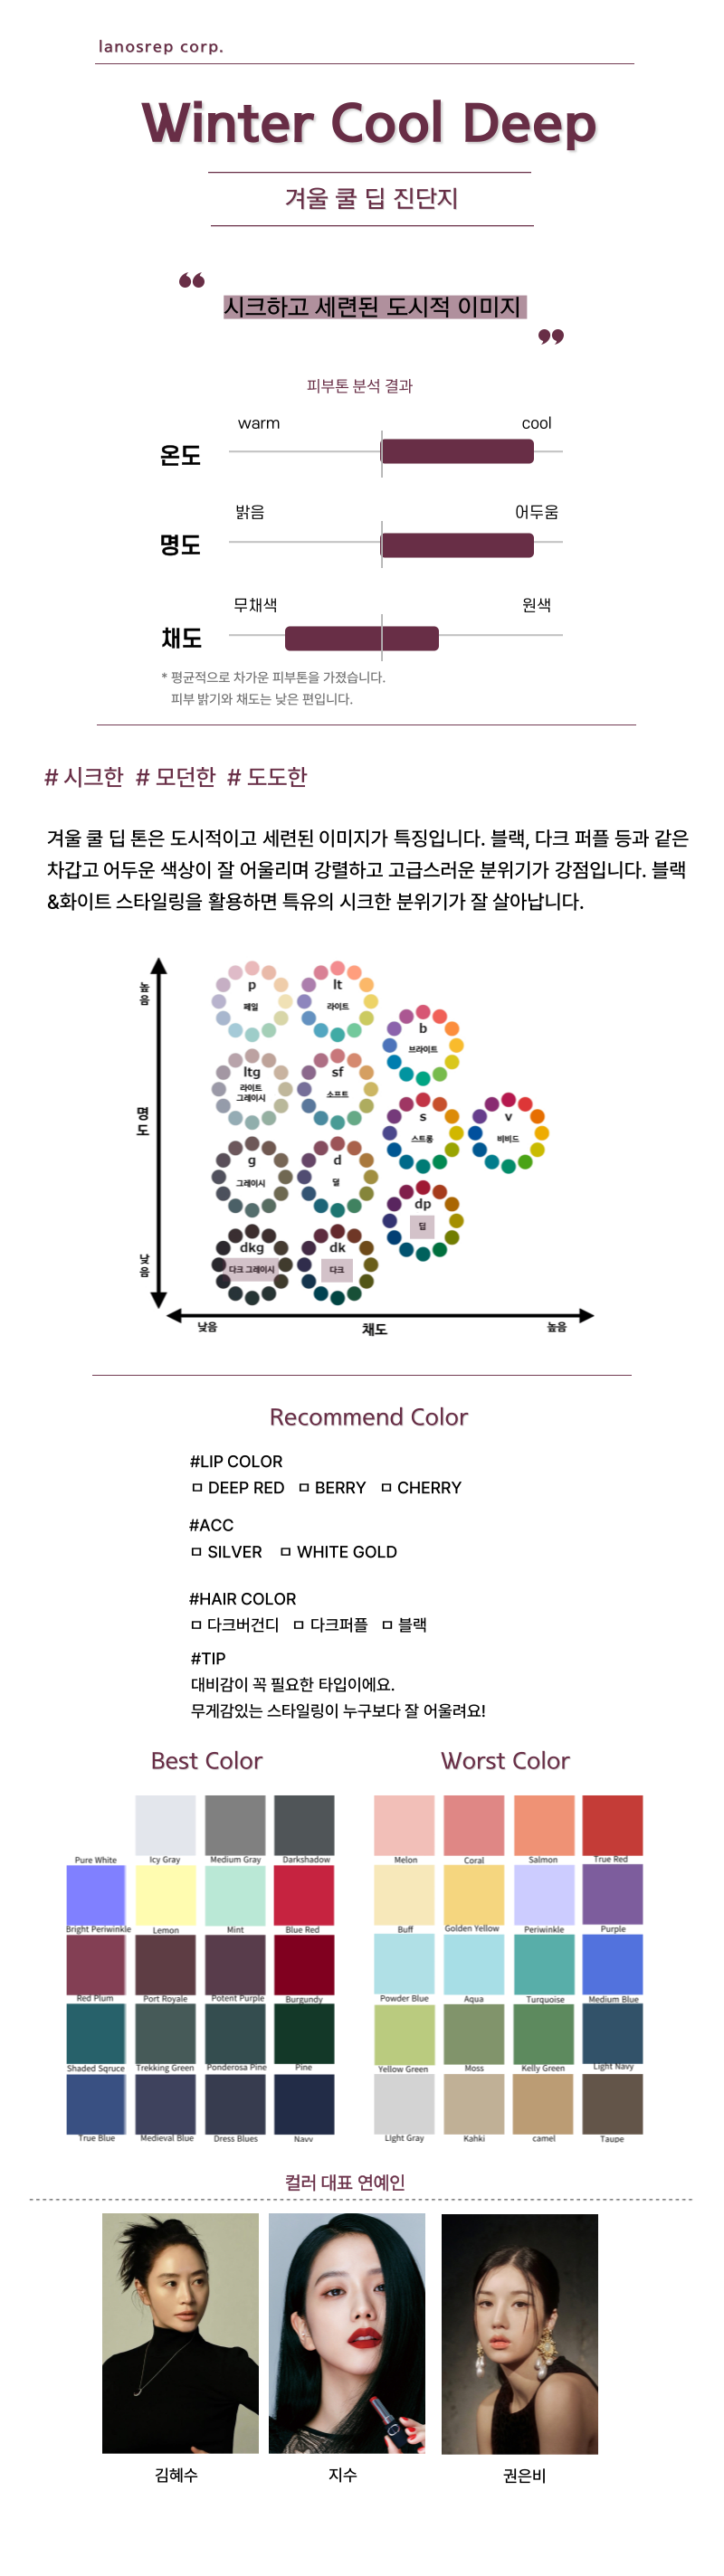 lanosrep corp.
Winter Cool Deep
겨울 쿨 딥 진단지
❝
시크하고 세련된 도시적 이미지
❞
피부톤 분석 결과
warm cool
온도
밝음 어두움
명도
무채색 원색
채도
* 평균적으로 차가운 피부톤을 가졌습니다.
피부 밝기와 채도는 낮은 편입니다.
# 시크한 # 모던한 # 도도한
겨울 쿨 딥 톤은 도시적이고 세련된 이미지가 특징입니다. 블랙, 다크 퍼플 등과 같은
차갑고 어두운 색상이 잘 어울리며 강렬하고 고급스러운 분위기가 강점입니다. 블랙
&화이트 스타일링을 활용하면 특유의 시크한 분위기가 잘 살아납니다.
높음
명도
낮음
p
페일
lt
라이트
b
브라이트
ltg
라이트
그레이시
sf
소프트
s
스트롱
v
비비드
g
그레이시
d
덜
dp
딥
dkg
다크 그레이시
dk
다크
낮음 채도 높음
Recommend Color
#LIP COLOR
ㅁ DEEP RED ㅁ BERRY ㅁ CHERRY
#ACC
ㅁ SILVER ㅁ WHITE GOLD
#HAIR COLOR
ㅁ 다크버건디 ㅁ 다크퍼플 ㅁ 블랙
#TIP
대비감이 꼭 필요한 타입이에요.
무게감있는 스타일링이 누구보다 잘 어울려요!
Best Color
Pure White Icy Gray Medium Gray Darkshadow
Bright Periwinkle Lemon Mint Blue Red
Red Plum Port Royale Potent Purple Burgundy
Shaded Sqruce Trekking Green Ponderosa Pine Pine
True Blue Medieval Blue Dress Blues Navy
Worst Color
Melon Coral Salmon True Red
Buff Golden Yellow Periwinkle Purple
Powder Blue Aqua Turquoise Medium Blue
Yellow Green Moss Kelly Green Light Navy
Light Gray Kahki camel Taupe
컬러 대표 연예인
김혜수 지수 권은비